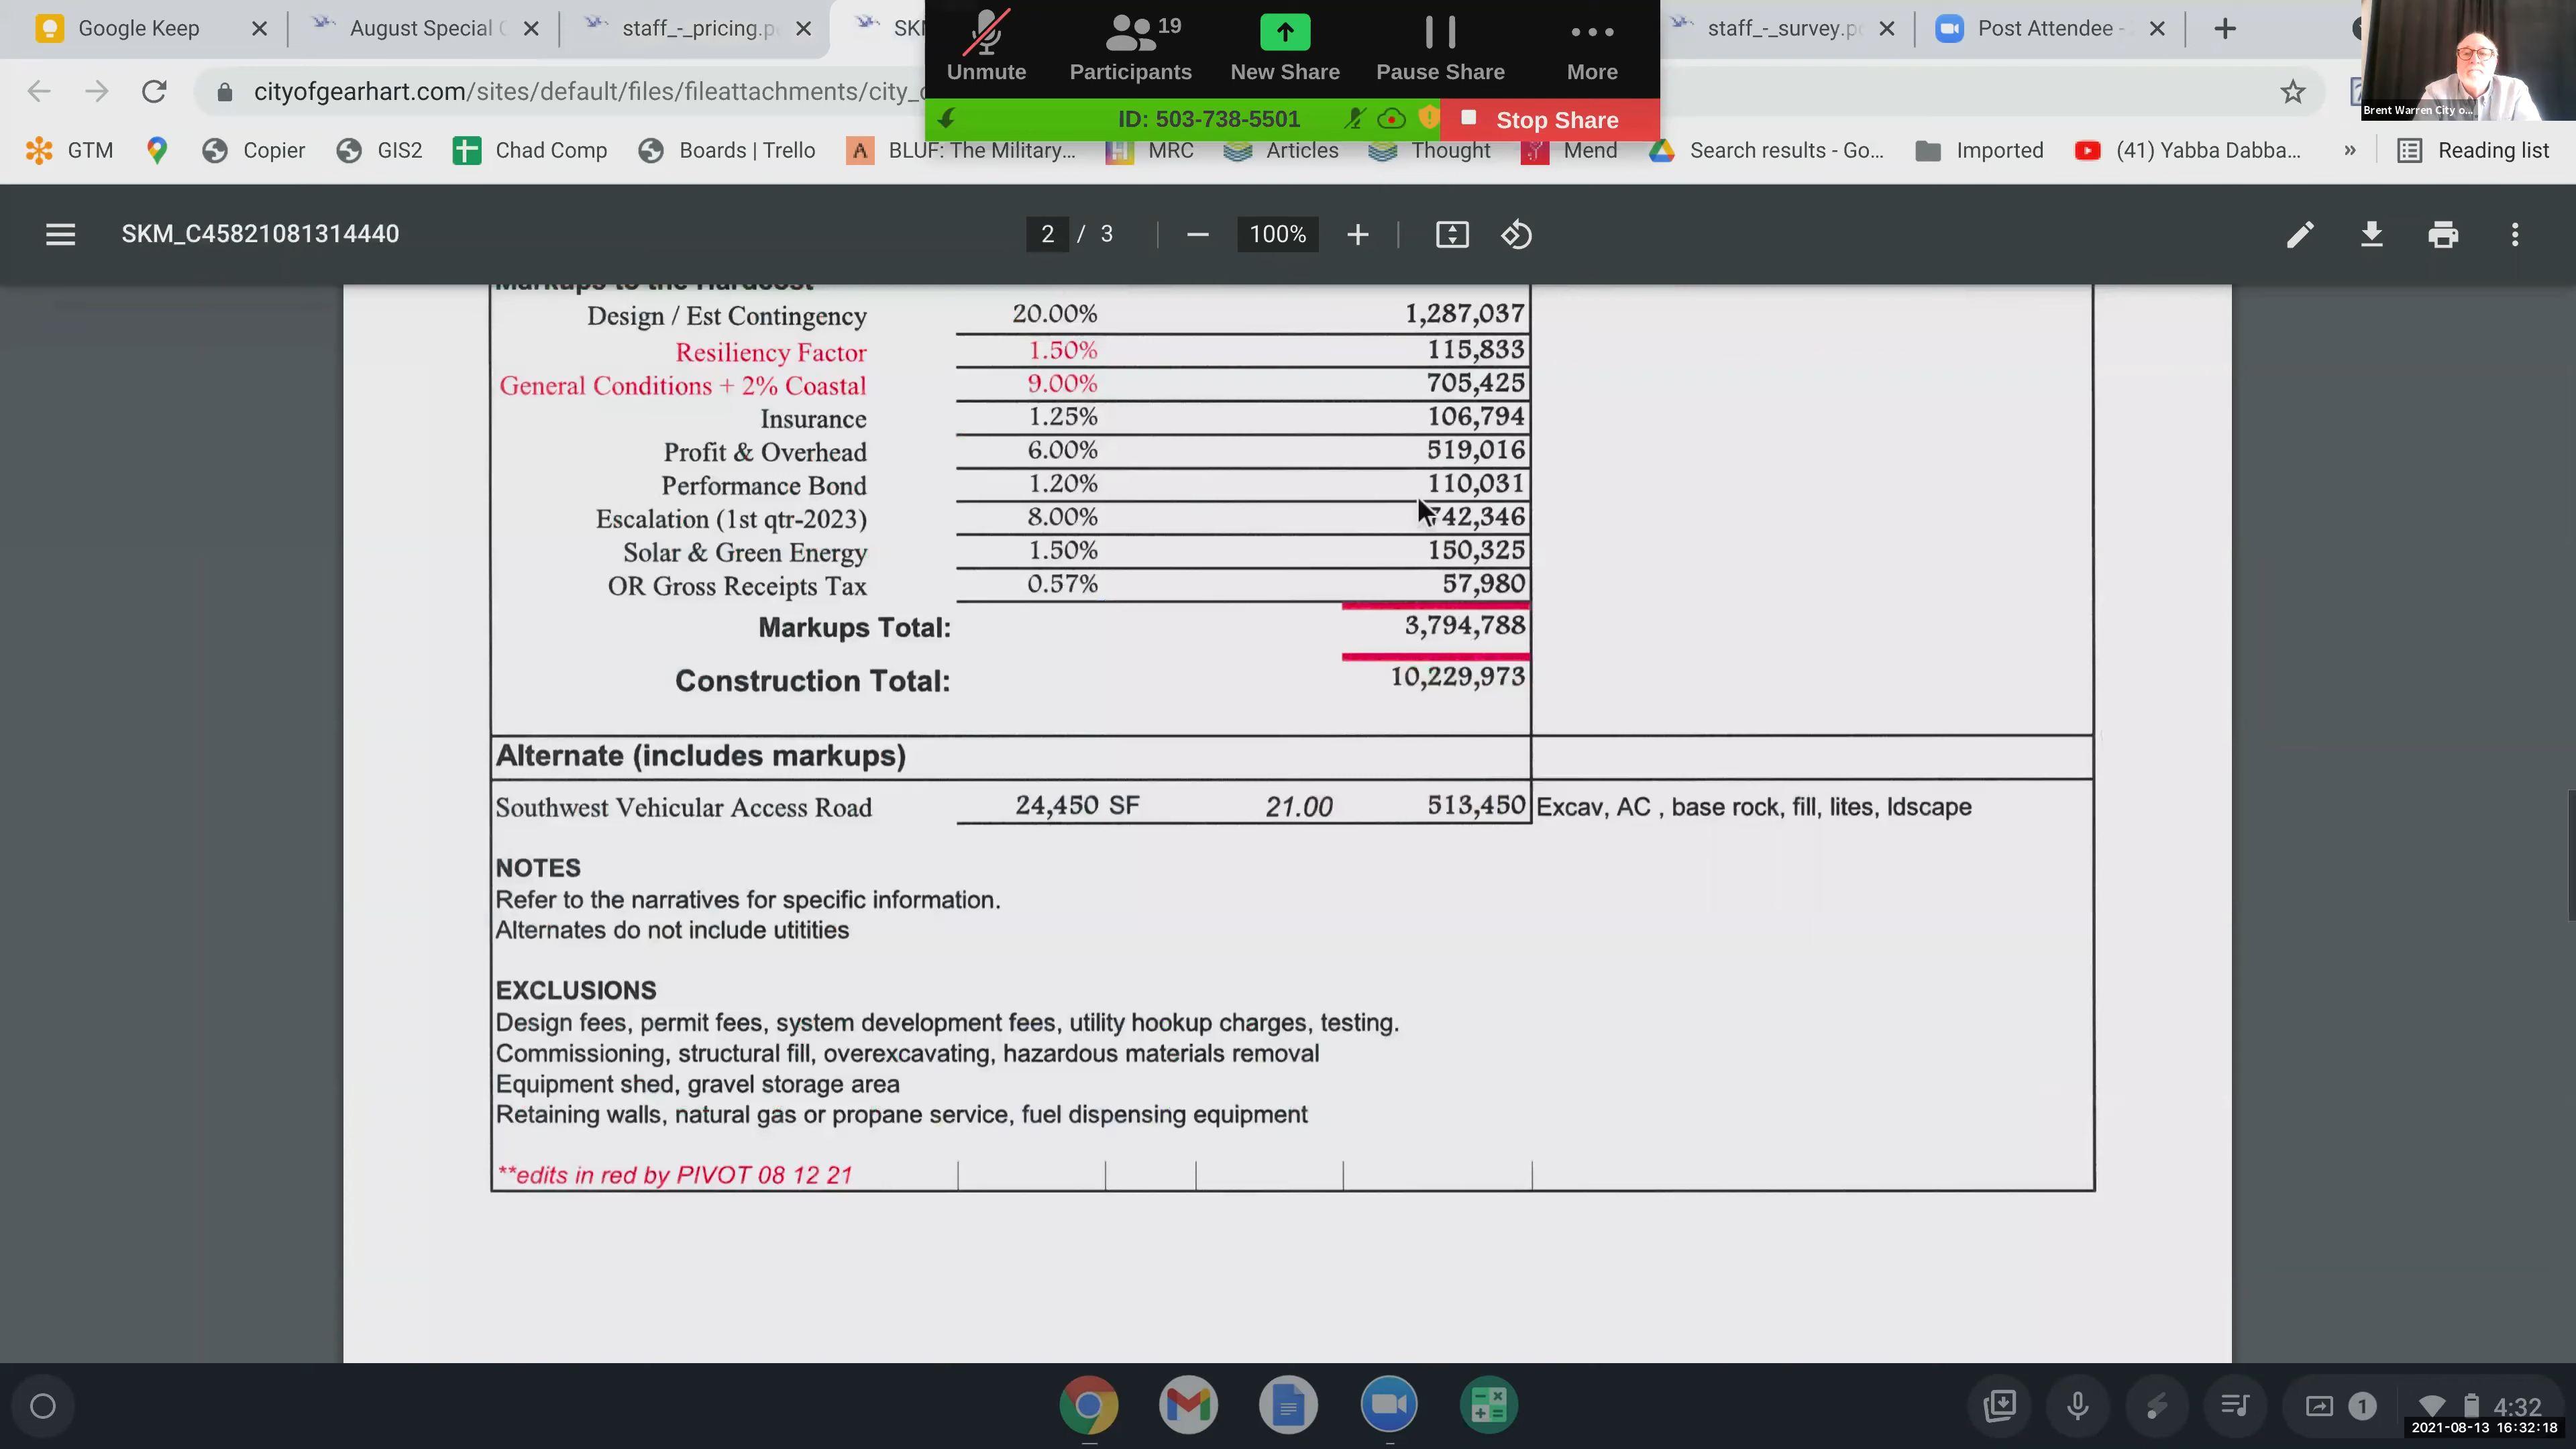 Google Keep
August Special
staff_-_pricing.p
SK
Unmute
Participants
19
New Share
Pause Share
More
staff_-_survey.p
Post Attendee -
cityofgearhart.com/sites/default/files/fileattachments/city_
ID: 503-738-5501
Stop Share
Brent Warren City o...
GTM
Copier
GIS2
Chad Comp
Boards | Trello
BLUF: The Military...
MRC
Articles
Thought
Mend
Search results - Go...
Imported
(41) Yabba Dabba...
»
Reading list
SKM_C45821081314440
2 / 3
100%
Markups to the Hardcost
Design / Est Contingency 20.00% 1,287,037
Resiliency Factor 1.50% 115,833
General Conditions + 2% Coastal 9.00% 705,425
Insurance 1.25% 106,794
Profit & Overhead 6.00% 519,016
Performance Bond 1.20% 110,031
Escalation (1st qtr-2023) 8.00% 742,346
Solar & Green Energy 1.50% 150,325
OR Gross Receipts Tax 0.57% 57,980
Markups Total: 3,794,788
Construction Total: 10,229,973
Alternate (includes markups)
Southwest Vehicular Access Road 24,450 SF 21.00 513,450 Excav, AC , base rock, fill, lites, ldscape
NOTES
Refer to the narratives for specific information.
Alternates do not include utitities
EXCLUSIONS
Design fees, permit fees, system development fees, utility hookup charges, testing.
Commissioning, structural fill, overexcavating, hazardous materials removal
Equipment shed, gravel storage area
Retaining walls, natural gas or propane service, fuel dispensing equipment
**edits in red by PIVOT 08 12 21
1
4:32
2021-08-13 16:32:18